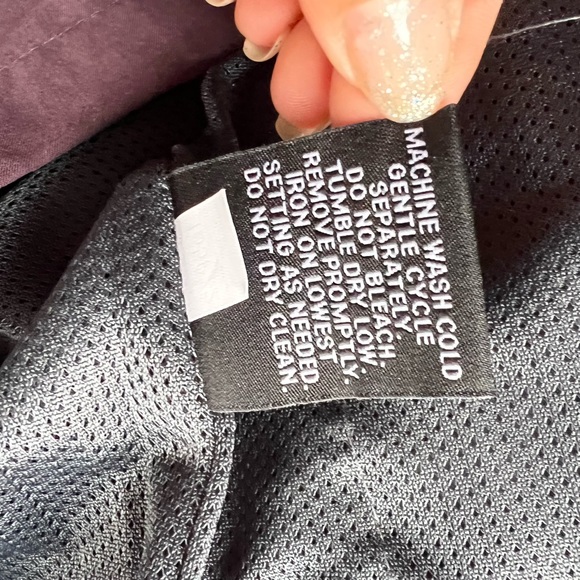 MACHINE WASH COLD
GENTLE CYCLE
SEPARATELY.
DO NOT BLEACH.
TUMBLE DRY LOW,
REMOVE PROMPTLY.
IRON ON LOWEST
SETTING AS NEEDED.
DO NOT DRY CLEAN.